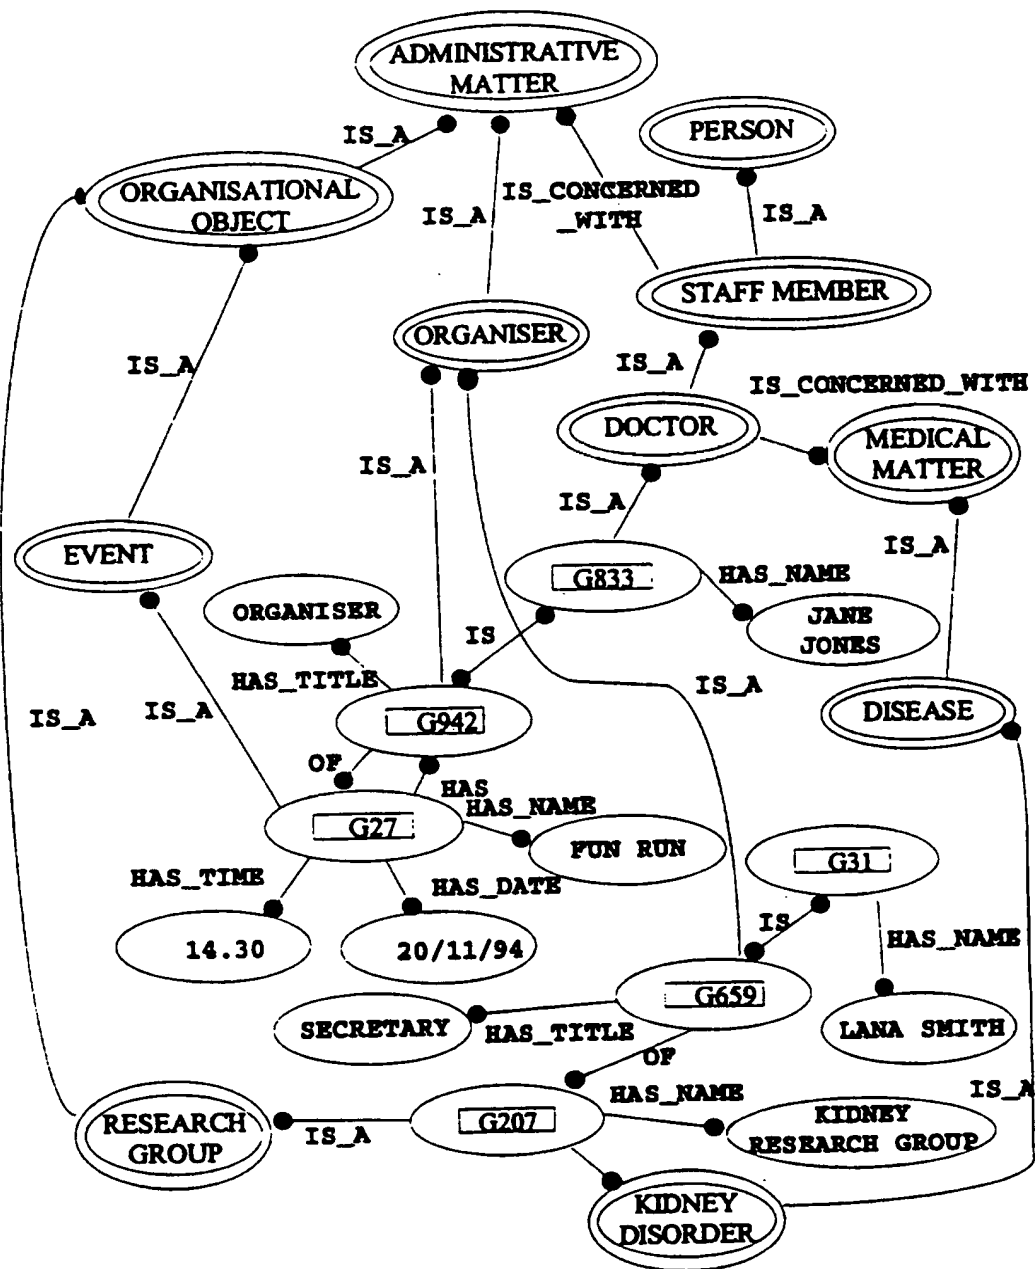 ADMINISTRATIVE
MATTER
PERSON
IS_A
ORGANISATIONAL
OBJECT
IS_A
IS_CONCERNED
_WITH
IS_A
STAFF MEMBER
ORGANISER
IS_A
IS_A
IS_CONCERNED_WITH
DOCTOR
MEDICAL
MATTER
IS_A
IS_A
EVENT
IS_A
G833
HAS_NAME
ORGANISER
JANE
JONES
IS
HAS_TITLE
IS_A
IS_A
IS_A
G942
DISEASE
OF
HAS
HAS_NAME
G27
FUN RUN
G31
HAS_TIME
HAS_DATE
IS
14.30
20/11/94
HAS_NAME
G659
SECRETARY
HAS_TITLE
LANA SMITH
OF
HAS_NAME
IS_A
RESEARCH
GROUP
IS_A
G207
KIDNEY
RESEARCH GROUP
KIDNEY
DISORDER